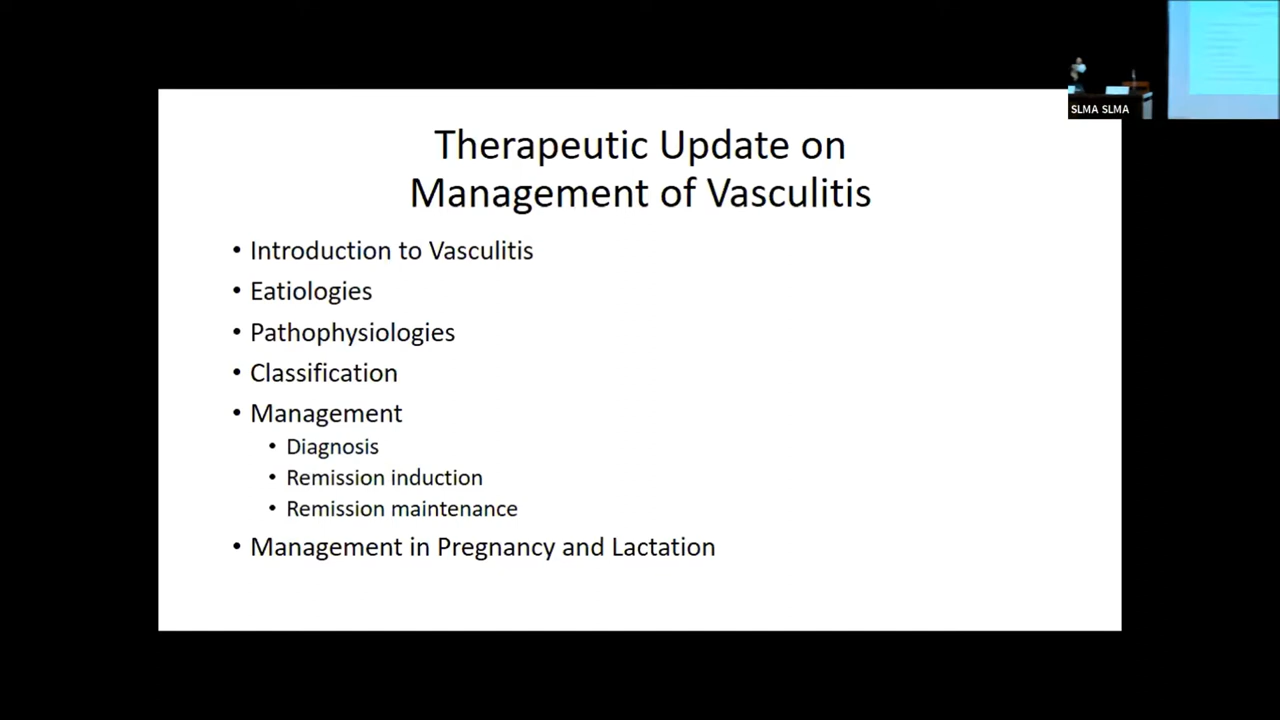 Therapeutic Update on
Management of Vasculitis
• Introduction to Vasculitis
• Eatiologies
• Pathophysiologies
• Classification
• Management
• Diagnosis
• Remission induction
• Remission maintenance
• Management in Pregnancy and Lactation
SLMA SLMA